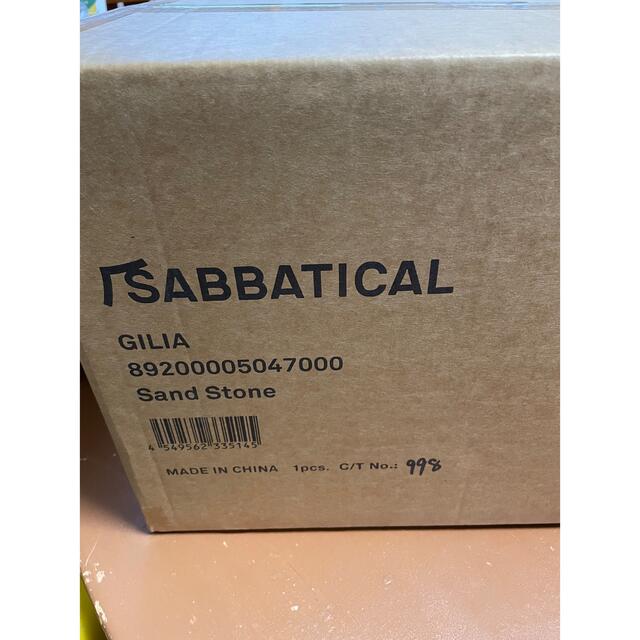 SABBATICAL
GILIA
89200005047000
Sand Stone
4 549562 335145
MADE IN CHINA 1pcs. C/T No.: 998